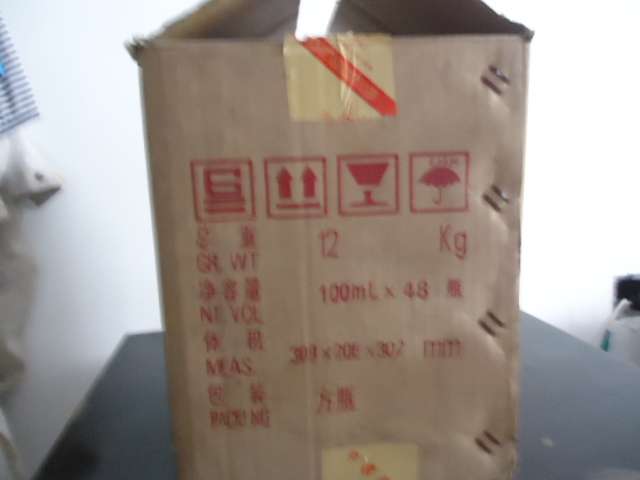 总 重 12 Kg
GR. WT
净容量 100mL × 48 瓶
NT VOL
体 积 mm
MEAS.
包 装 方瓶
PACKING